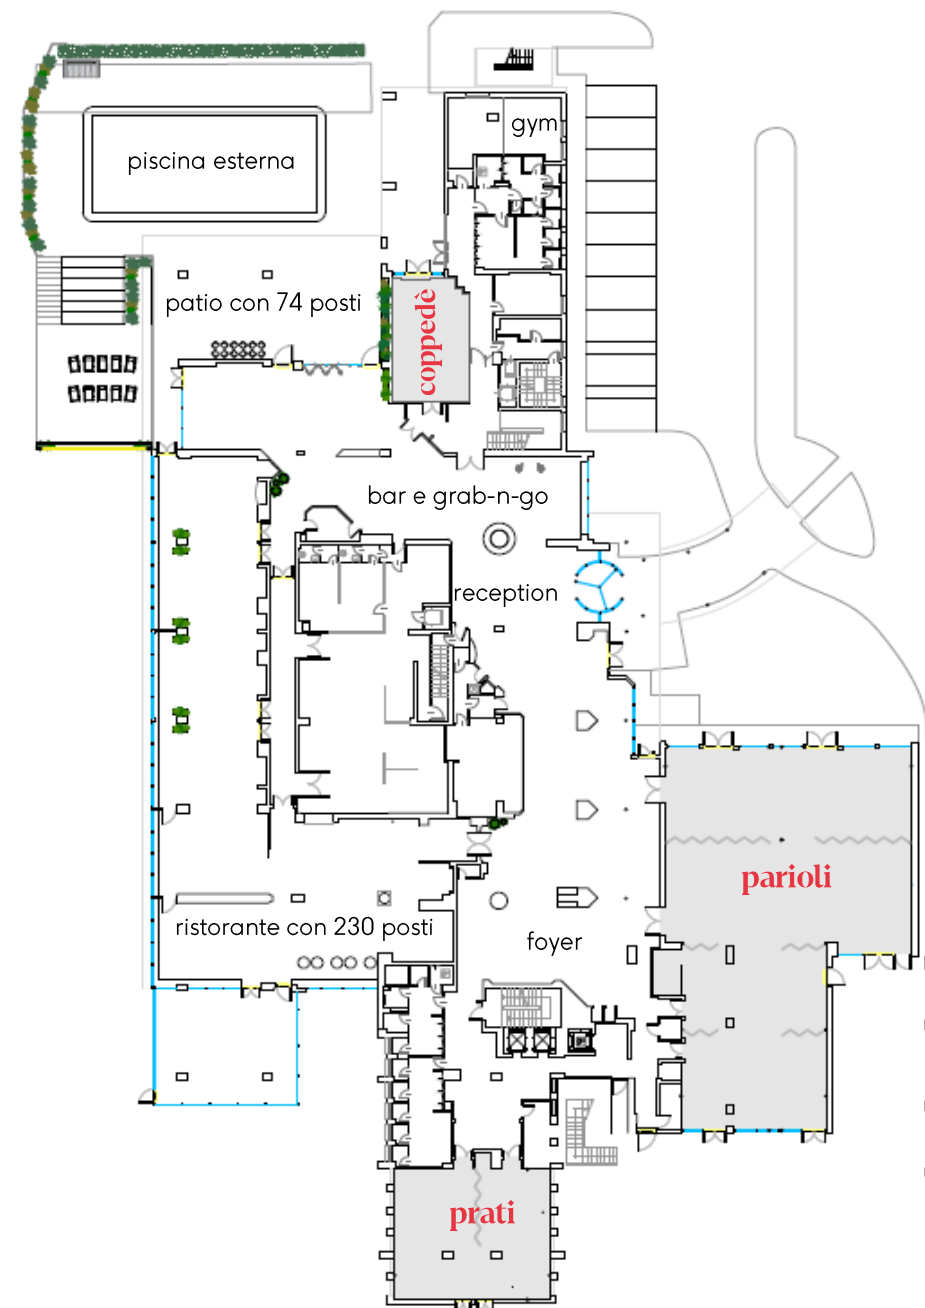 gym
piscina esterna
patio con 74 posti
coppedè
bar e grab-n-go
reception
parioli
ristorante con 230 posti
foyer
prati